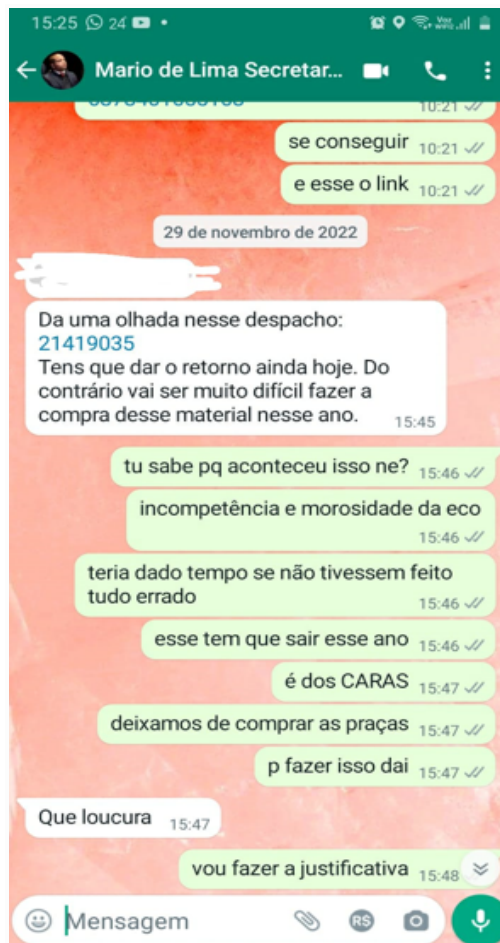 15:25 24
Mario de Lima Secretar...
10:21
se conseguir 10:21
e esse o link 10:21
29 de novembro de 2022
Da uma olhada nesse despacho:
21419035
Tens que dar o retorno ainda hoje. Do
contrário vai ser muito difícil fazer a
compra desse material nesse ano. 15:45
tu sabe pq aconteceu isso ne? 15:46
incompetência e morosidade da eco
15:46
teria dado tempo se não tivessem feito
tudo errado 15:46
esse tem que sair esse ano 15:46
é dos CARAS 15:47
deixamos de comprar as praças 15:47
p fazer isso dai 15:47
Que loucura 15:47
vou fazer a justificativa 15:48
Mensagem RS